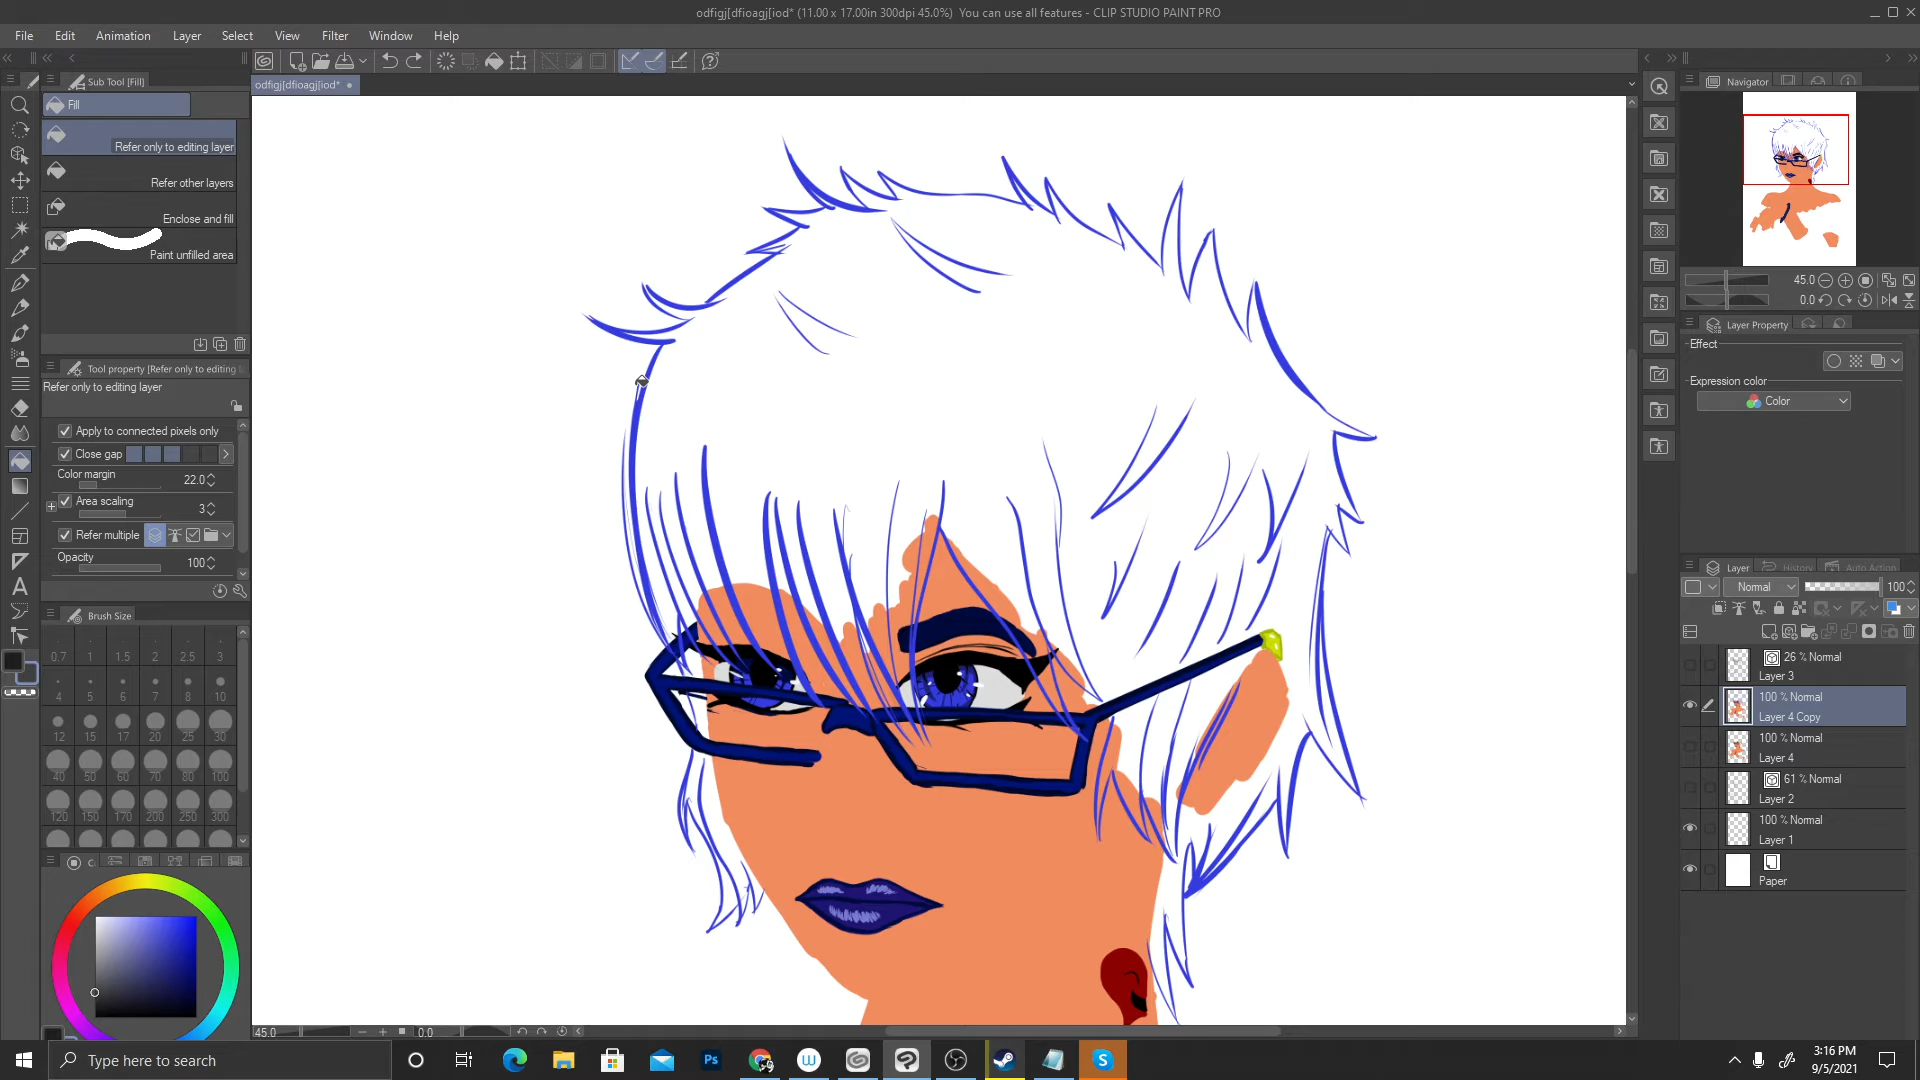 odfigj[dfioagj[iod* (11.00 x 17.00in 300dpi 45.0%)  You can use all features - CLIP STUDIO PAINT PRO
File Edit Animation Layer Select View Filter Window Help
Sub Tool [Fill]
odfigj[dfioagj[iod*
Fill
Refer only to editing layer
Refer other layers
Enclose and fill
Paint unfilled area
Tool property [Refer only to editing
Refer only to editing layer
Apply to connected pixels only
Close gap
Color margin
22.0
Area scaling
3
Refer multiple
Opacity
100
Brush Size
0.7 1 1.5 2 2.5 3
4 5 6 7 8 10
12 15 17 20 25 30
40 50 60 70 80 100
120 150 170 200 250 300
C
45.0
0.0
Navigator
45.0
0.0
Layer Property
Effect
Expression color
Color
Layer History Auto Action
Normal 100
26 % Normal
Layer 3
100 % Normal
Layer 4 Copy
100 % Normal
Layer 4
61 % Normal
Layer 2
100 % Normal
Layer 1
Paper
Type here to search
Ps
W
S
3:16 PM
9/5/2021